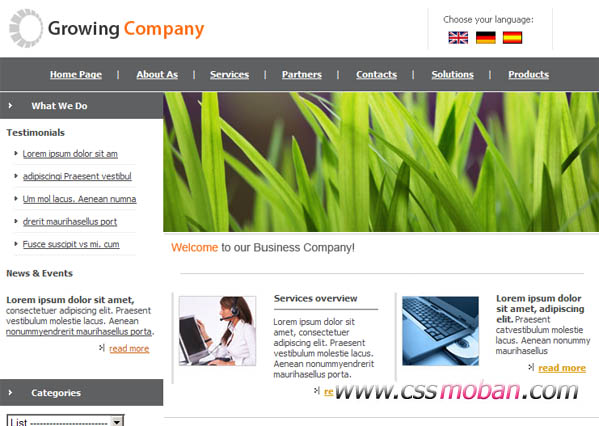 Growing Company
Choose your language:
Home Page | About As | Services | Partners | Contacts | Solutions | Products
What We Do
Testimonials
Lorem ipsum dolor sit am
adipiscingi Praesent vestibul
Um mol lacus. Aenean numna
drerit maurihasellus port
Fusce suscipit vs mi. cum
News & Events
Lorem ipsum dolor sit amet,
consectetuer adipiscing elit. Praesent
vestibulum molestie lacus. Aenean
nonummyendrerit maurihasellus porta.
read more
Categories
List -----------------------
Welcome to our Business Company!
Services overview
Lorem ipsum dolor sit
amet, consectetuer
adipiscing elit. Praesent
vestibulum molestie
lacus. Aenean nonummy
endrerit maurihasellus
porta.
re
Lorem ipsum dolor
sit amet, adipiscing
elit. Praesent
catvestibulum molestie
lacus. Aenean nonummy
maurihasellus
read more
www.cssmoban.com